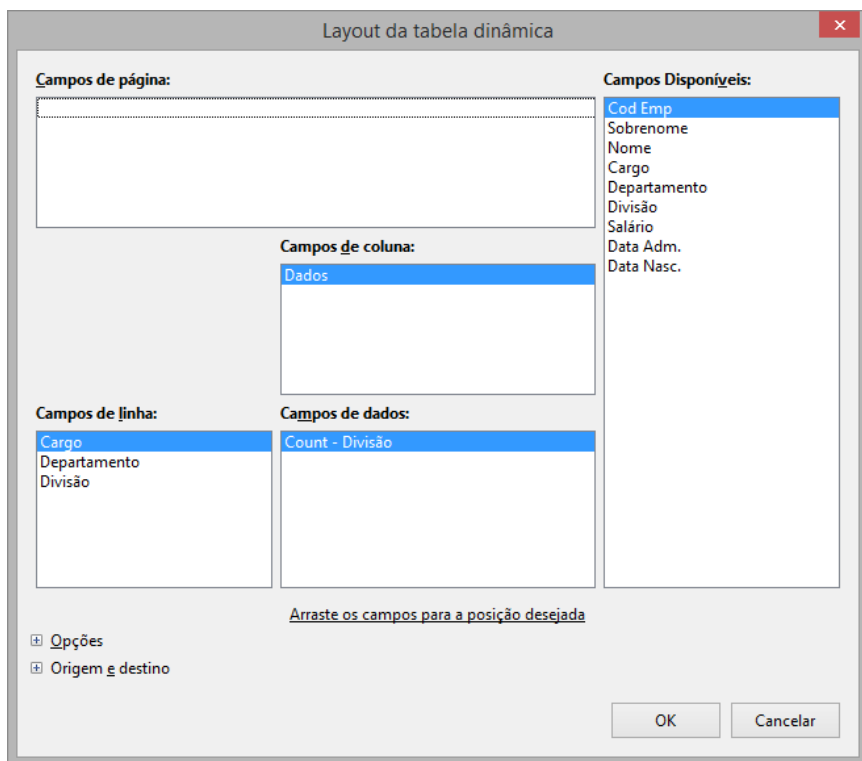 Layout da tabela dinâmica
Campos de página:
Campos Disponíveis:
Cod Emp
Sobrenome
Nome
Cargo
Departamento
Divisão
Salário
Data Adm.
Data Nasc.
Campos de coluna:
Dados
Campos de linha:
Cargo
Departamento
Divisão
Campos de dados:
Count - Divisão
Arraste os campos para a posição desejada
Opções
Origem e destino
OK
Cancelar